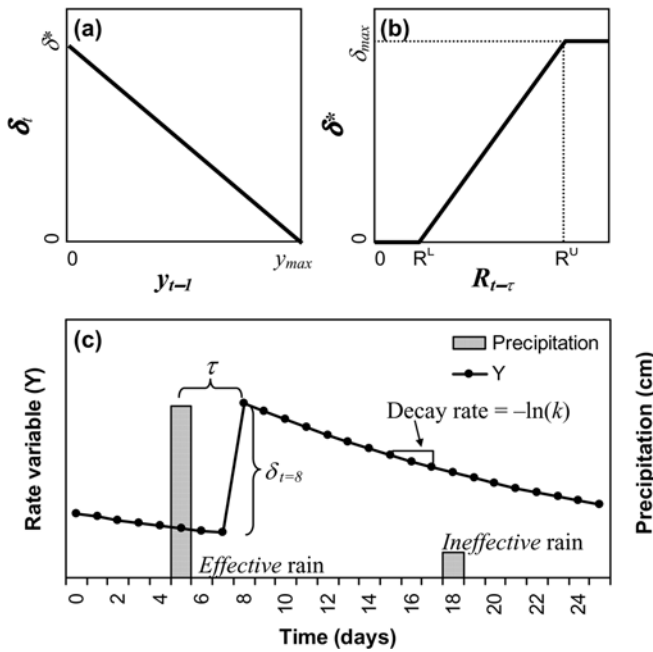 (a)
δ*
δt
0
0
ymax
yt–1
(b)
δmax
δ*
0
0
R^L
R^U
Rt–τ
(c)
Precipitation
Y
τ
Decay rate = –ln(k)
δt=8
Effective rain
Ineffective rain
Rate variable (Y)
Precipitation (cm)
0 2 4 6 8 10 12 14 16 18 20 22 24
Time (days)